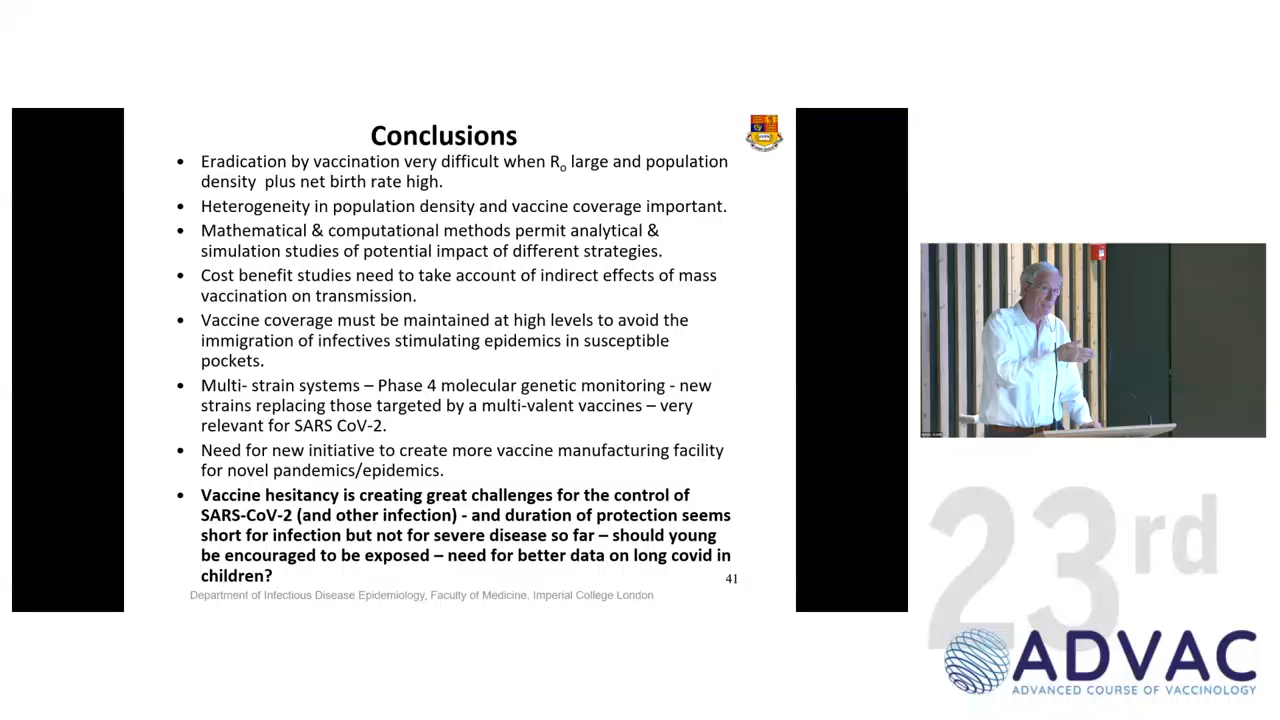 Conclusions
• Eradication by vaccination very difficult when Ro large and population
density plus net birth rate high.
• Heterogeneity in population density and vaccine coverage important.
• Mathematical & computational methods permit analytical &
simulation studies of potential impact of different strategies.
• Cost benefit studies need to take account of indirect effects of mass
vaccination on transmission.
• Vaccine coverage must be maintained at high levels to avoid the
immigration of infectives stimulating epidemics in susceptible
pockets.
• Multi- strain systems – Phase 4 molecular genetic monitoring - new
strains replacing those targeted by a multi-valent vaccines – very
relevant for SARS CoV-2.
• Need for new initiative to create more vaccine manufacturing facility
for novel pandemics/epidemics.
• Vaccine hesitancy is creating great challenges for the control of
SARS-CoV-2 (and other infection) - and duration of protection seems
short for infection but not for severe disease so far – should young
be encouraged to be exposed – need for better data on long covid in
children?
41
Department of Infectious Disease Epidemiology, Faculty of Medicine, Imperial College London
23rd
ADVAC
ADVANCED COURSE OF VACCINOLOGY